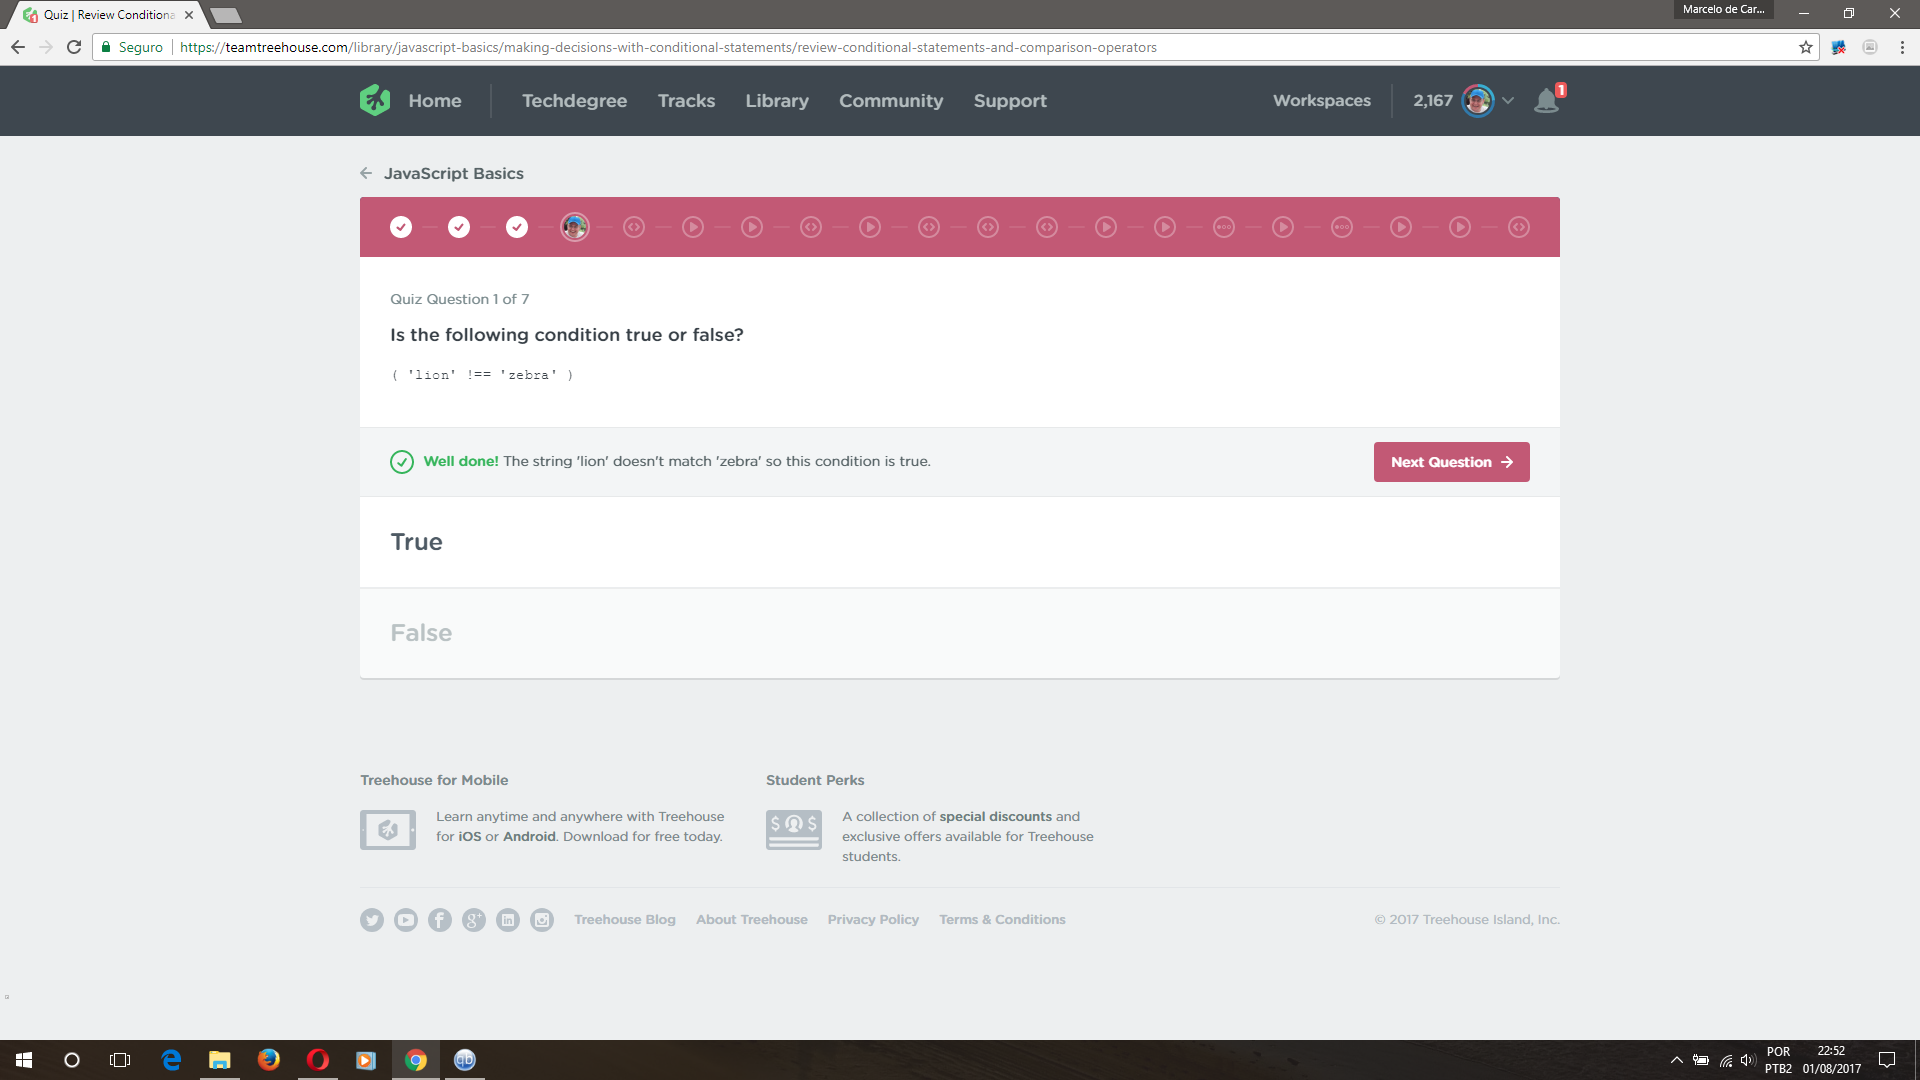 Quiz | Review Conditiona
Marcelo de Car...
Seguro
https://teamtreehouse.com/library/javascript-basics/making-decisions-with-conditional-statements/review-conditional-statements-and-comparison-operators
Home
Techdegree
Tracks
Library
Community
Support
Workspaces
2,167
1
JavaScript Basics
Quiz Question 1 of 7
Is the following condition true or false?
( 'lion' !== 'zebra' )
Well done! The string 'lion' doesn't match 'zebra' so this condition is true.
Next Question
True
False
Treehouse for Mobile
Learn anytime and anywhere with Treehouse
for iOS or Android. Download for free today.
Student Perks
A collection of special discounts and
exclusive offers available for Treehouse
students.
Treehouse Blog
About Treehouse
Privacy Policy
Terms & Conditions
© 2017 Treehouse Island, Inc.
POR
PTB2
22:52
01/08/2017